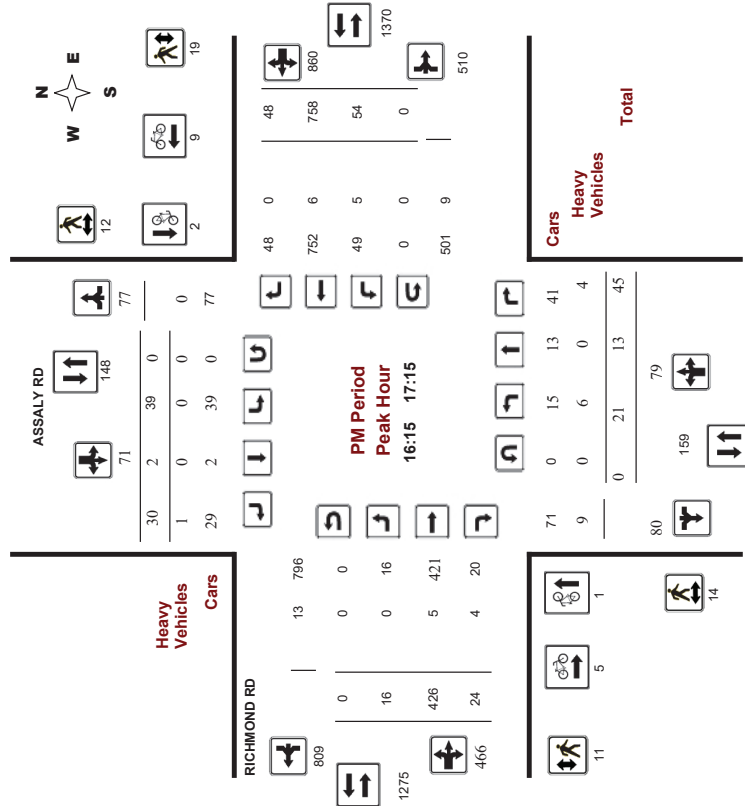 ASSALY RD
N
W E
S
12
19
2
9
71 148 77
30 2 39 0
1 0 0 0 0
29 2 39 0 77
Heavy
Vehicles
Cars
RICHMOND RD
809
13 796
0 0 0
16 0 16
426 5 421
24 4 20
1275
466
PM Period
Peak Hour
16:15 17:15
48 0 48
752 6 758
49 5 54
0 0 0
501 9
860
1370
510
Cars
Heavy
Vehicles
Total
71 0 15 13 41
9 0 6 0 4
0 21 13 45
80 159 79
11
5
1
14